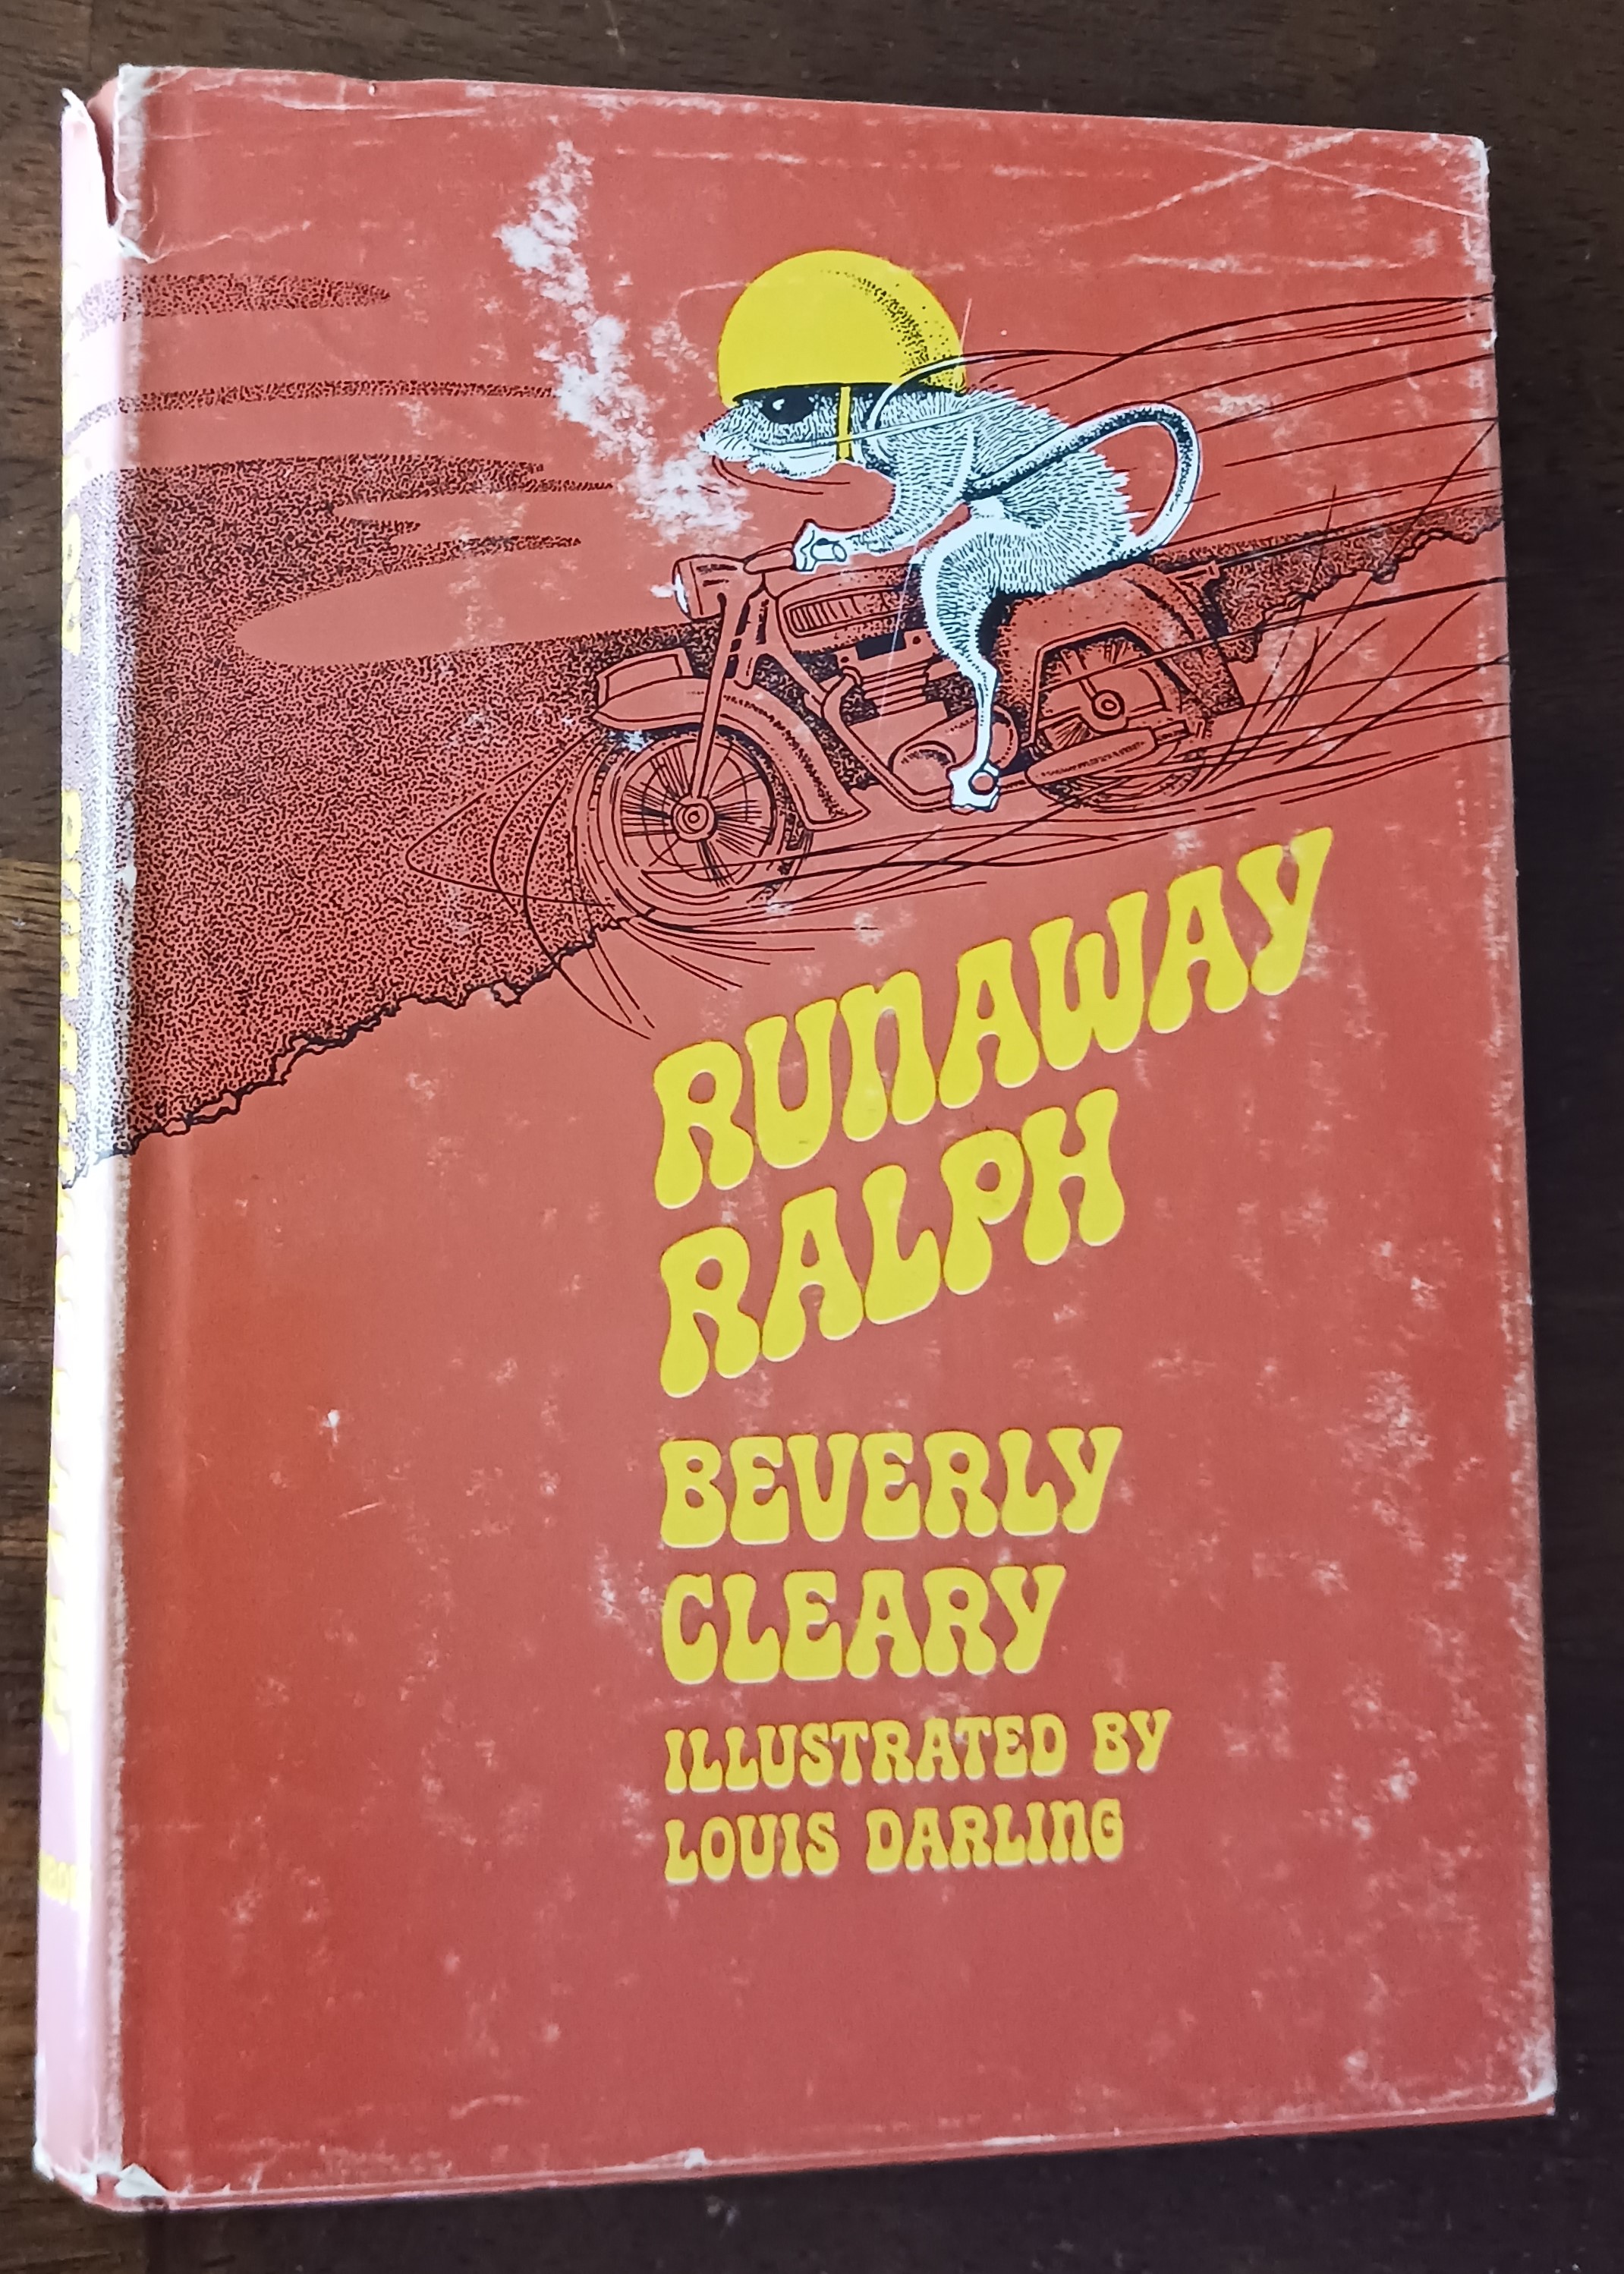 RUNAWAY
RALPH
BEVERLY
CLEARY
ILLUSTRATED BY
LOUIS DARLING